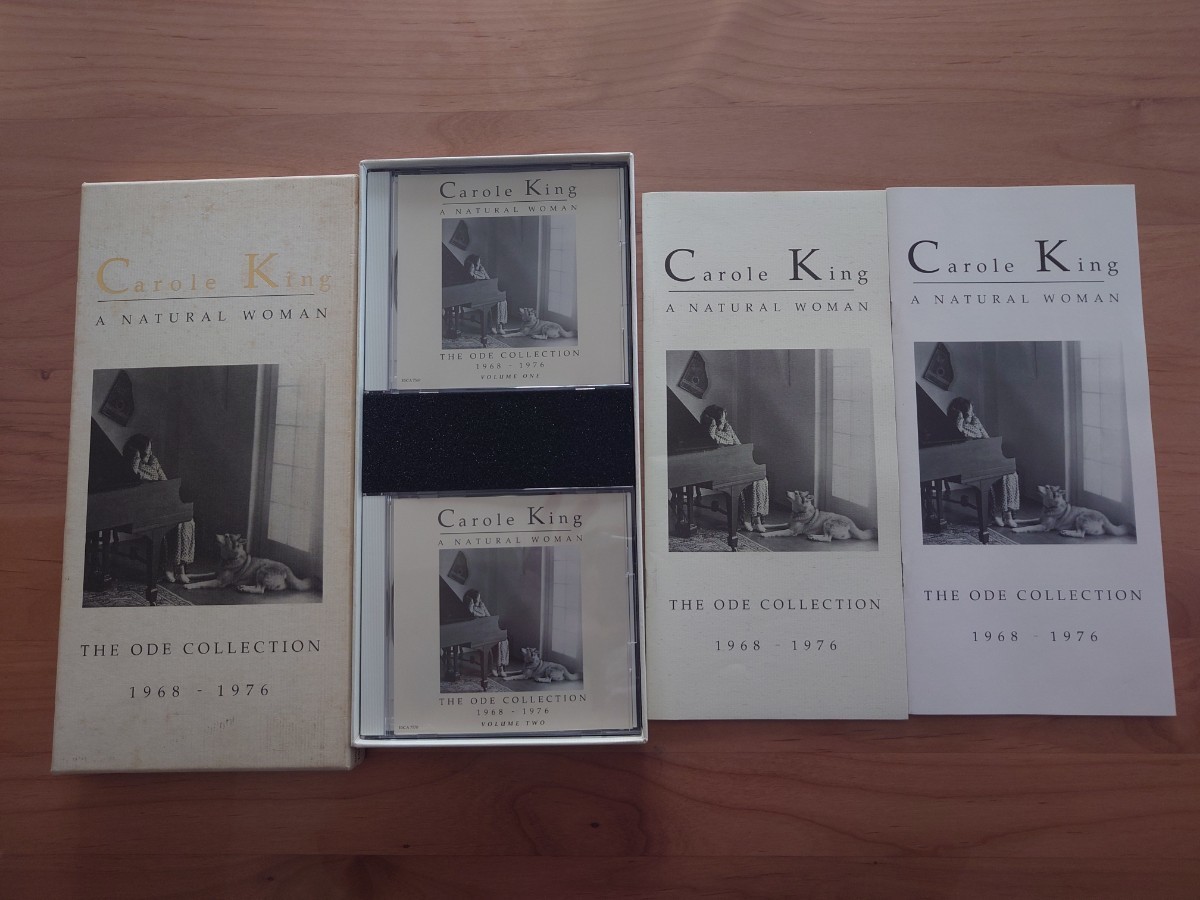 Carole King
A NATURAL WOMAN
THE ODE COLLECTION
1968 - 1976
Carole King
A NATURAL WOMAN
THE ODE COLLECTION
1968 - 1976
VOLUME ONE
Carole King
A NATURAL WOMAN
THE ODE COLLECTION
1968 - 1976
VOLUME TWO
Carole King
A NATURAL WOMAN
THE ODE COLLECTION
1968 - 1976
Carole King
A NATURAL WOMAN
THE ODE COLLECTION
1968 - 1976